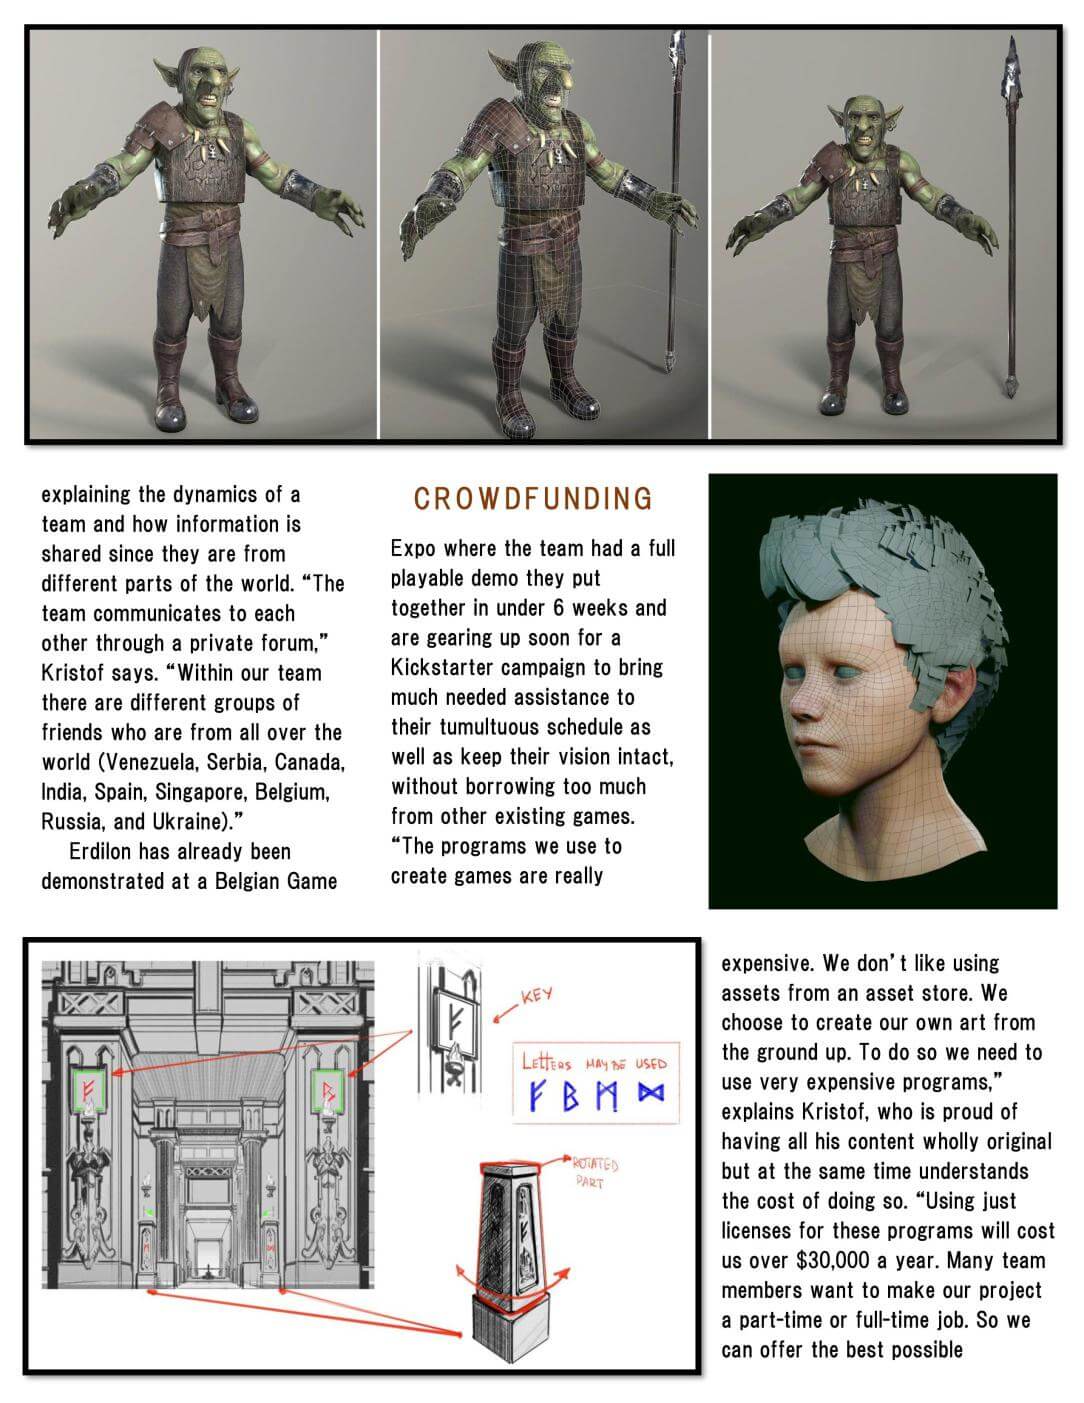 explaining the dynamics of a
team and how information is
shared since they are from
different parts of the world. “The
team communicates to each
other through a private forum,”
Kristof says. “Within our team
there are different groups of
friends who are from all over the
world (Venezuela, Serbia, Canada,
India, Spain, Singapore, Belgium,
Russia, and Ukraine).”
Erdilon has already been
demonstrated at a Belgian Game
CROWDFUNDING
Expo where the team had a full
playable demo they put
together in under 6 weeks and
are gearing up soon for a
Kickstarter campaign to bring
much needed assistance to
their tumultuous schedule as
well as keep their vision intact,
without borrowing too much
from other existing games.
“The programs we use to
create games are really
KEY
LETTERS MAY BE USED
ᚠ ᛒ ᛗ ᛞ
ROTATED
PART
expensive. We don’t like using
assets from an asset store. We
choose to create our own art from
the ground up. To do so we need to
use very expensive programs,”
explains Kristof, who is proud of
having all his content wholly original
but at the same time understands
the cost of doing so. “Using just
licenses for these programs will cost
us over $30,000 a year. Many team
members want to make our project
a part-time or full-time job. So we
can offer the best possible